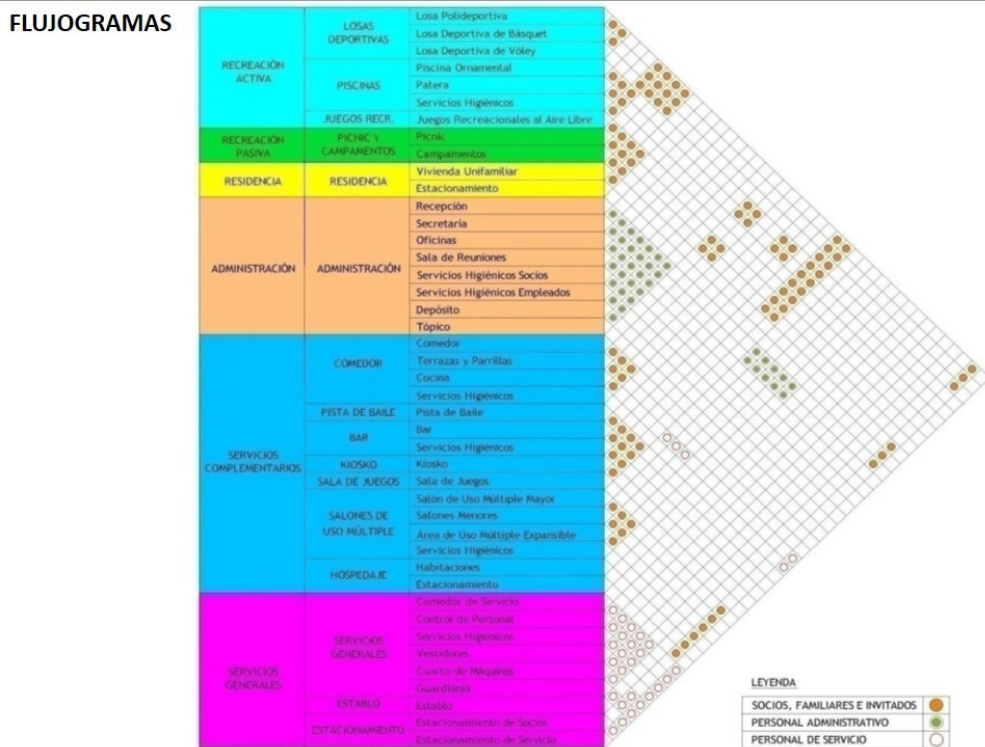 FLUJOGRAMAS
RECREACIÓN
ACTIVA
LOSAS
DEPORTIVAS
Losa Polideportiva
Losa Deportiva de Básquet
Losa Deportiva de Vóley
PISCINAS
Piscina Ornamental
Patera
Servicios Higiénicos
JUEGOS RECR.
Juegos Recreacionales al Aire Libre
RECREACIÓN
PASIVA
PICNIC Y
CAMPAMENTOS
Picnic
Campamentos
RESIDENCIA
RESIDENCIA
Vivienda Unifamiliar
Estacionamiento
ADMINISTRACIÓN
ADMINISTRACIÓN
Recepción
Secretaría
Oficinas
Sala de Reuniones
Servicios Higiénicos Socios
Servicios Higiénicos Empleados
Depósito
Tópico
SERVICIOS
COMPLEMENTARIOS
COMEDOR
Comedor
Terrazas y Parrillas
Cocina
Servicios Higiénicos
PISTA DE BAILE
Pista de Baile
BAR
Bar
Servicios Higiénicos
KIOSKO
Kiosko
SALA DE JUEGOS
Sala de Juegos
SALONES DE
USO MÚLTIPLE
Salón de Uso Múltiple Mayor
Salones Menores
Área de Uso Múltiple Expansible
Servicios Higiénicos
HOSPEDAJE
Habitaciones
Estacionamiento
SERVICIOS
GENERALES
SERVICIOS
GENERALES
Comedor de Servicio
Control de Personal
Servicios Higiénicos
Vestidores
Cuarto de Máquinas
Guardianía
ESTABLO
Establo
ESTACIONAMIENTO
Estacionamiento de Socios
Estacionamiento de Servicio
LEYENDA
SOCIOS, FAMILIARES E INVITADOS
PERSONAL ADMINISTRATIVO
PERSONAL DE SERVICIO